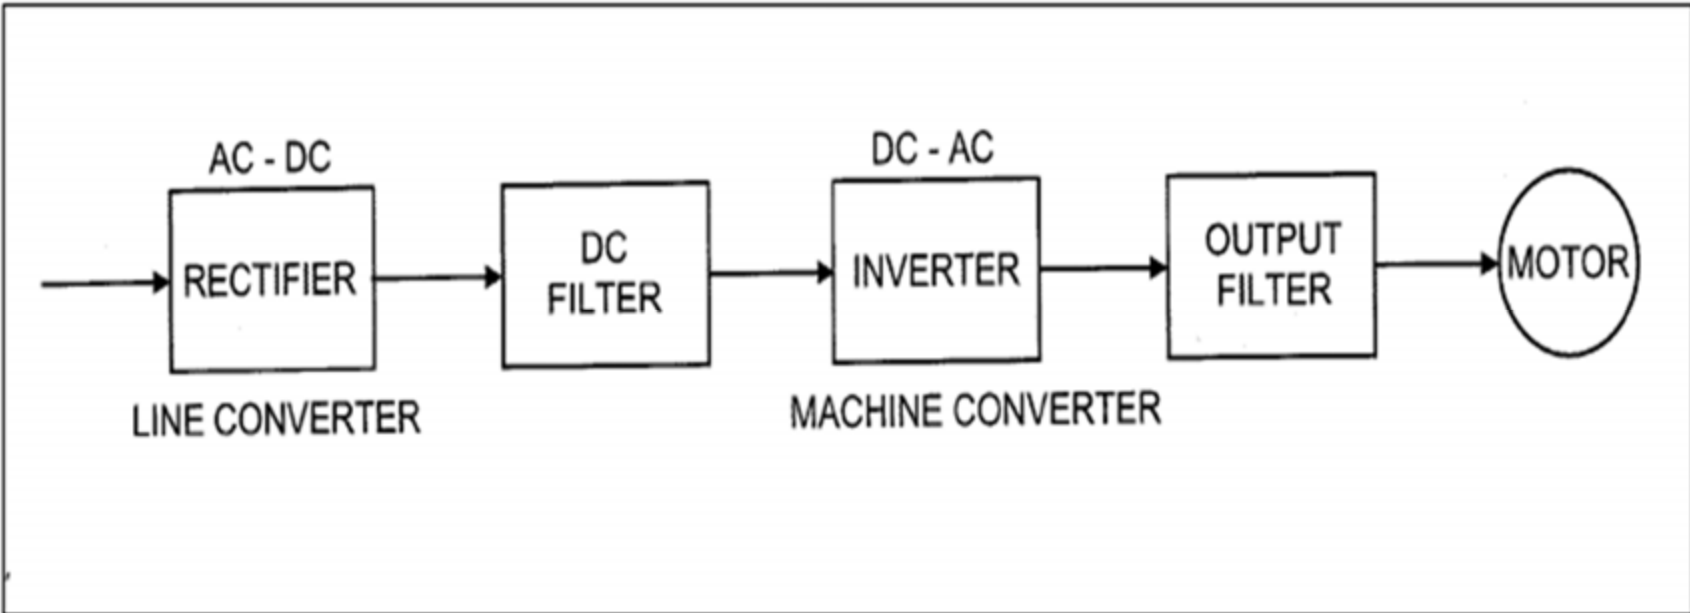 AC - DC
RECTIFIER
LINE CONVERTER
DC
FILTER
DC - AC
INVERTER
MACHINE CONVERTER
OUTPUT
FILTER
MOTOR